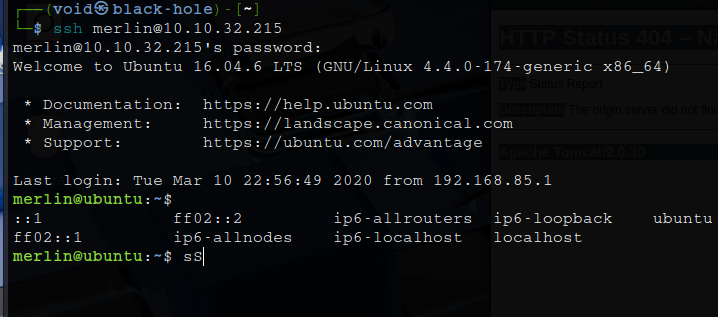 ┌──(void㉿black-hole)-[~]
└─$ ssh merlin@10.10.32.215
merlin@10.10.32.215's password:
Welcome to Ubuntu 16.04.6 LTS (GNU/Linux 4.4.0-174-generic x86_64)
* Documentation: https://help.ubuntu.com
* Management: https://landscape.canonical.com
* Support: https://ubuntu.com/advantage
Last login: Tue Mar 10 22:56:49 2020 from 192.168.85.1
merlin@ubuntu:~$
::1 ff02::2 ip6-allrouters ip6-loopback ubuntu
ff02::1 ip6-allnodes ip6-localhost localhost
merlin@ubuntu:~$ sS
HTTP Status 404 –
Type Status Report
Description The origin server did not
Apache Tomcat/9.0.30